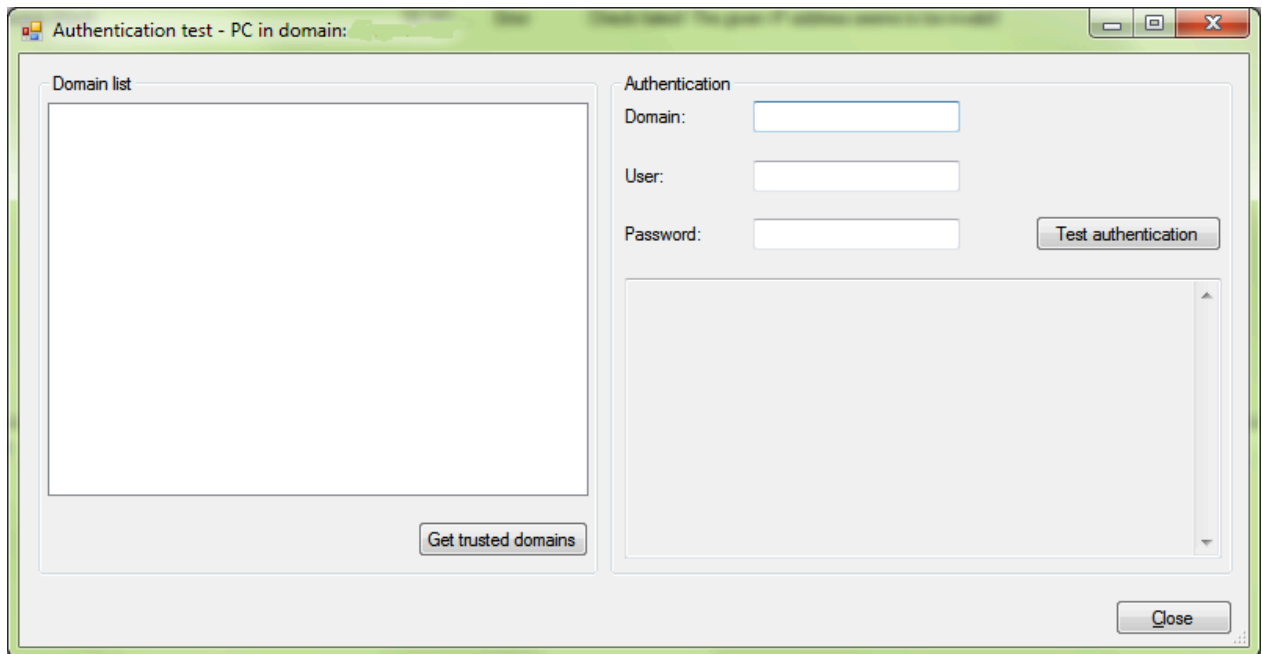 Authentication test - PC in domain:
Domain list
Get trusted domains
Authentication
Domain:
User:
Password:
Test authentication
Close